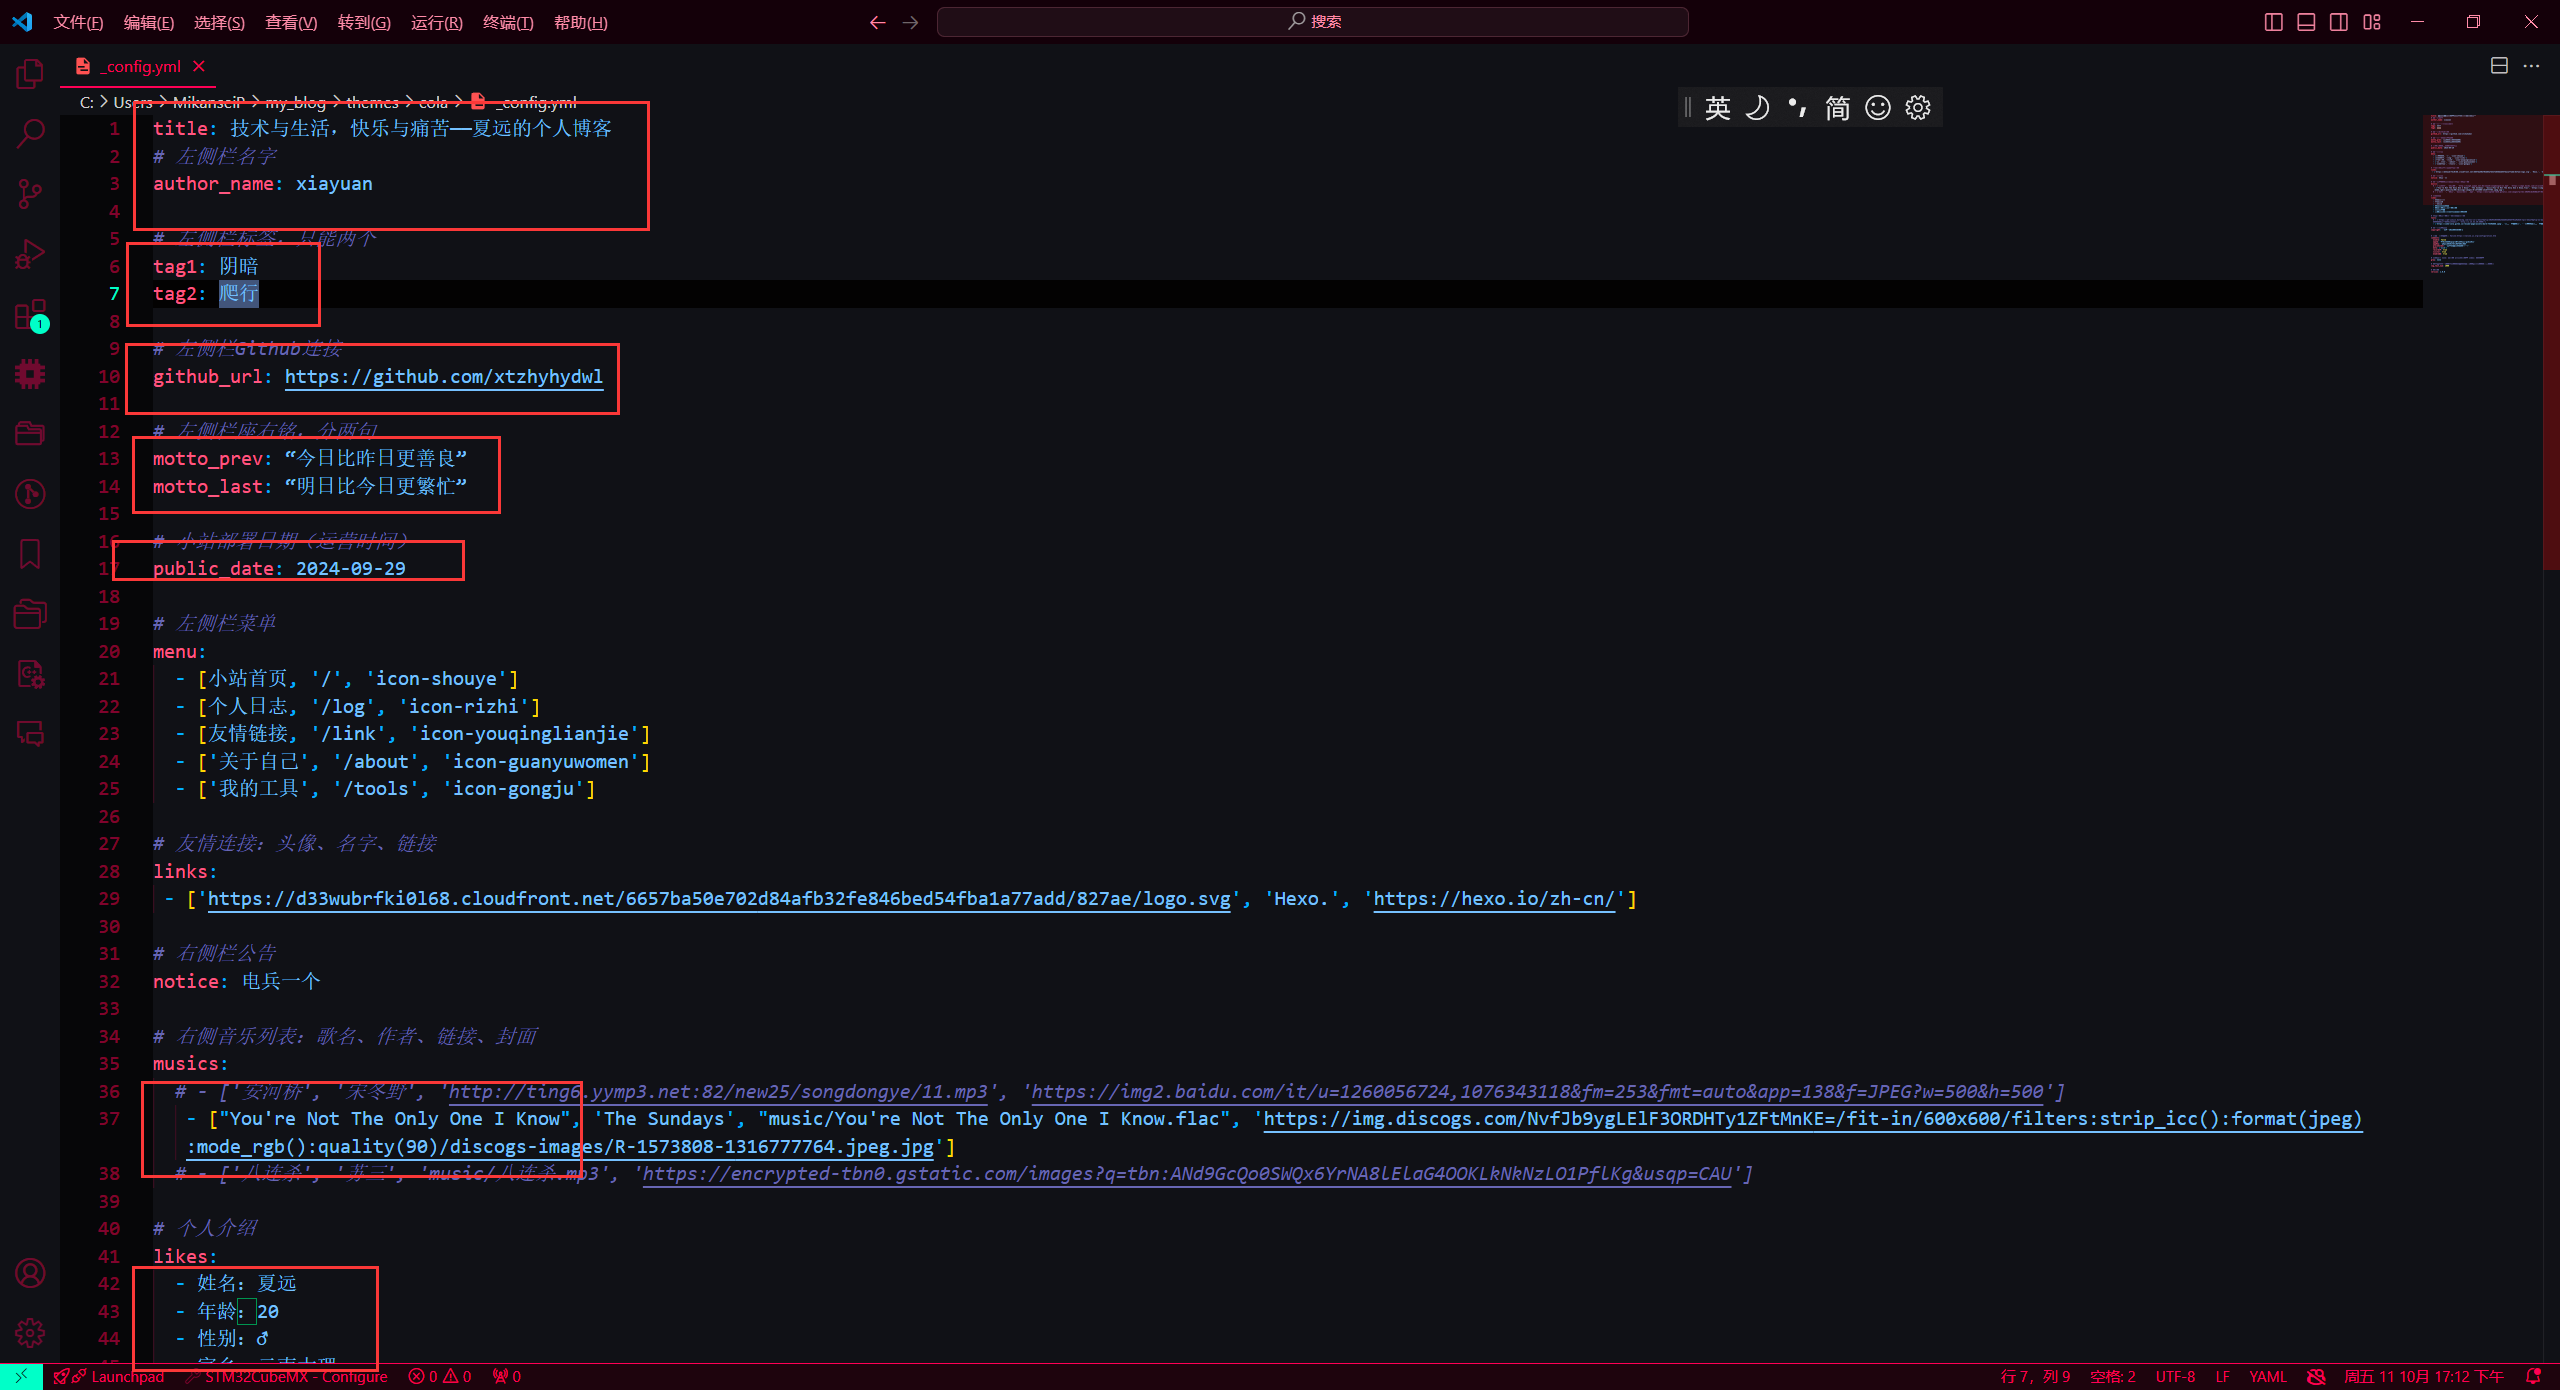 文件(F) 编辑(E) 选择(S) 查看(V) 转到(G) 运行(R) 终端(T) 帮助(H) 搜索
_config.yml
C: > Users > MikanseiP > my_blog > themes > cola > _config.yml
英 简
1 title: 技术与生活，快乐与痛苦——夏远的个人博客
2 # 左侧栏名字
3 author_name: xiayuan
4
5 # 左侧栏标签，只能两个
6 tag1: 阴暗
7 tag2: 爬行
8
9 # 左侧栏Github连接
10 github_url: https://github.com/xtzhyhydwl
11
12 # 左侧栏座右铭，分两句
13 motto_prev: “今日比昨日更善良”
14 motto_last: “明日比今日更繁忙”
15
16 # 小站部署日期（运营时间）
17 public_date: 2024-09-29
18
19 # 左侧栏菜单
20 menu:
21 - [小站首页, '/', 'icon-shouye']
22 - [个人日志, '/log', 'icon-rizhi']
23 - [友情链接, '/link', 'icon-youqinglianjie']
24 - ['关于自己', '/about', 'icon-guanyuwomen']
25 - ['我的工具', '/tools', 'icon-gongju']
26
27 # 友情连接：头像、名字、链接
28 links:
29 - ['https://d33wubrfki0l68.cloudfront.net/6657ba50e702d84afb32fe846bed54fba1a77add/827ae/logo.svg', 'Hexo.', 'https://hexo.io/zh-cn/']
30
31 # 右侧栏公告
32 notice: 电兵一个
33
34 # 右侧音乐列表：歌名、作者、链接、封面
35 musics:
36 # - ['安河桥', '宋冬野', 'http://ting6.yymp3.net:82/new25/songdongye/11.mp3', 'https://img2.baidu.com/it/u=1260056724,1076343118&fm=253&fmt=auto&app=138&f=JPEG?w=500&h=500']
37 - ["You're Not The Only One I Know", 'The Sundays', "music/You're Not The Only One I Know.flac", 'https://img.discogs.com/NvfJb9ygLElF3ORDHTy1ZFtMnKE=/fit-in/600x600/filters:strip_icc():format(jpeg)
:mode_rgb():quality(90)/discogs-images/R-1573808-1316777764.jpeg.jpg']
38 # - ['八连杀', '苏三', 'music/八连杀.mp3', 'https://encrypted-tbn0.gstatic.com/images?q=tbn:ANd9GcQo0SWQx6YrNA8lElaG4OOKLkNkNzLO1PflKg&usqp=CAU']
39
40 # 个人介绍
41 likes:
42 - 姓名：夏远
43 - 年龄：20
44 - 性别：♂
1
Launchpad STM32CubeMX - Configure 0 0 0 行 7，列 9 空格: 2 UTF-8 LF YAML 周五 11 10月 17:12 下午